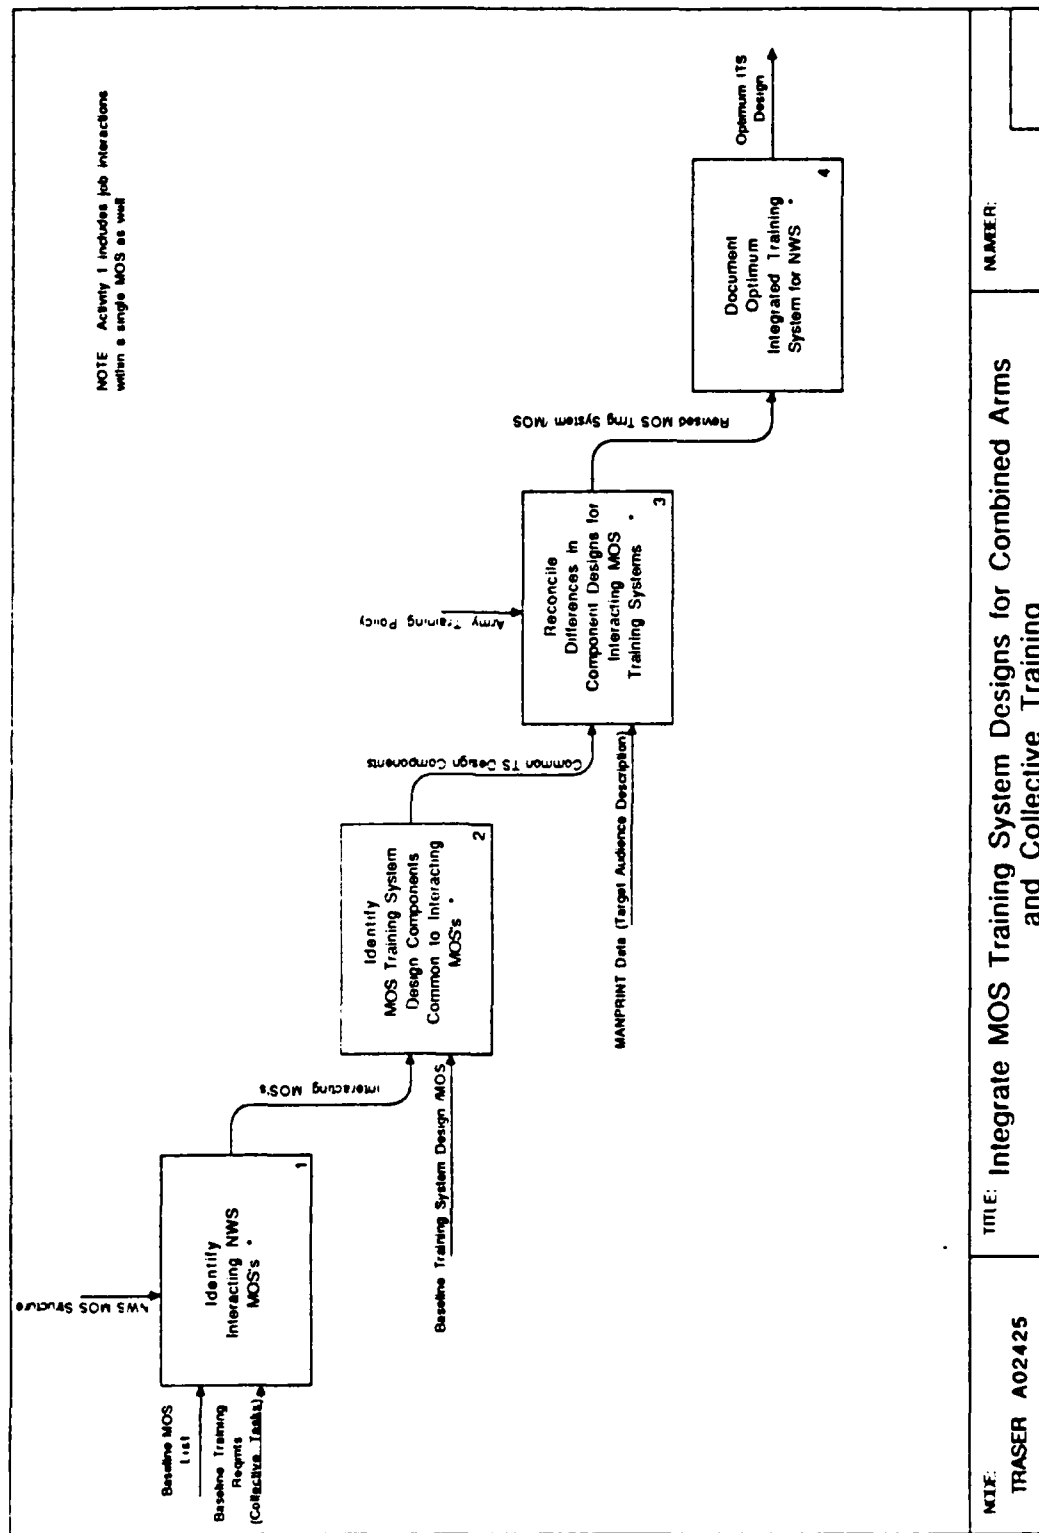 NOTE Activity 1 includes job interactions
within a single MOS as well
NWS MOS Structure
Baseline MOS
List
Baseline Training
Reqmts
(Collective Tasks)
Identify
Interacting NWS
MOS's *
1
Interacting MOS's
Baseline Training System Design /MOS
Identify
MOS Training System
Design Components
Common to Interacting
MOS's *
2
Common TS Design Components
Army Training Policy
MANPRINT Data (Target Audience Description)
Reconcile
Differences in
Component Designs for
Interacting MOS
Training Systems *
3
Revised MOS Trng System /MOS
Document
Optimum
Integrated Training
System for NWS *
4
Optimum ITS
Design
NODE:
TRASER A02425
TITLE: Integrate MOS Training System Designs for Combined Arms
and Collective Training
NUMBER: